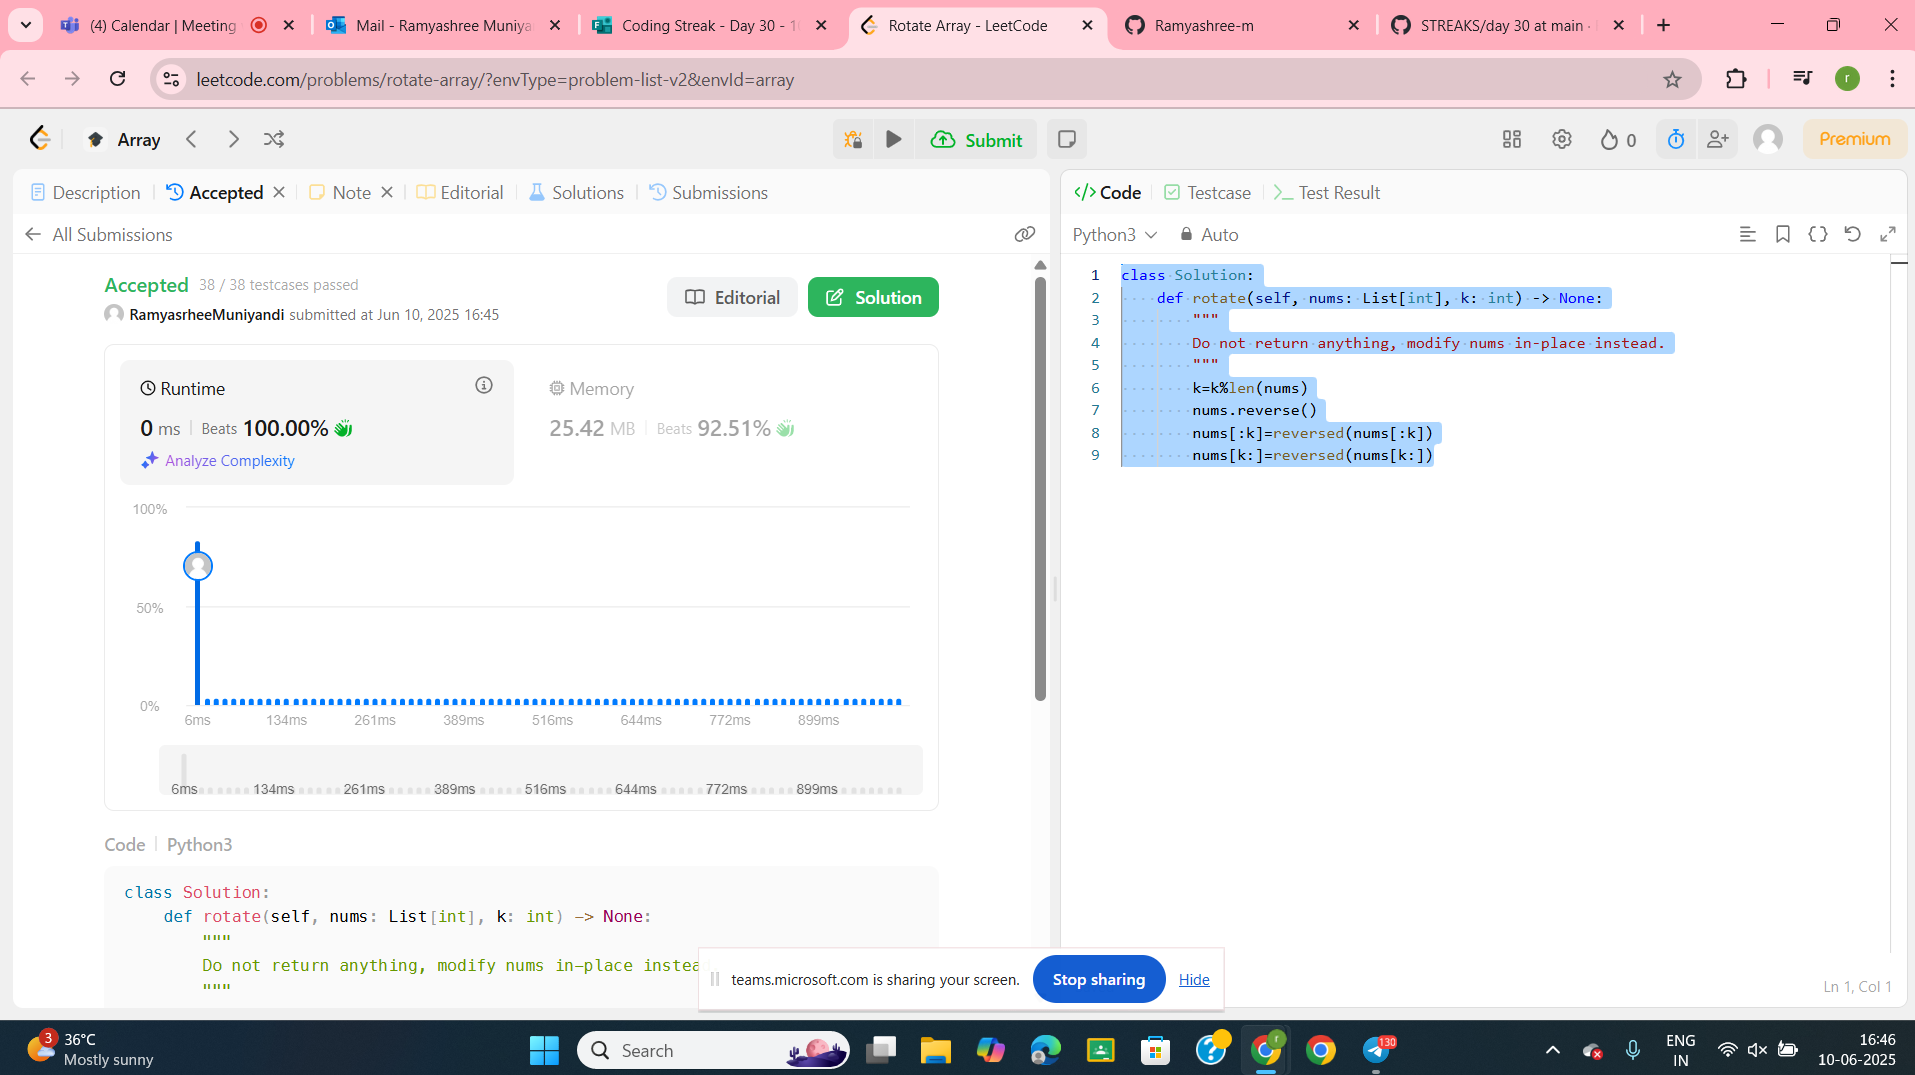 (4) Calendar | Meeting
Mail - Ramyashree Muniya
Coding Streak - Day 30 - 1
Rotate Array - LeetCode
Ramyashree-m
STREAKS/day 30 at main ·
leetcode.com/problems/rotate-array/?envType=problem-list-v2&envId=array
r
Array
Submit
0
Premium
Description
Accepted
Note
Editorial
Solutions
Submissions
All Submissions
Accepted 38 / 38 testcases passed
RamyasrheeMuniyandi submitted at Jun 10, 2025 16:45
Editorial
Solution
Runtime
0 ms | Beats 100.00%
Analyze Complexity
Memory
25.42 MB | Beats 92.51%
100%
50%
0%
6ms 134ms 261ms 389ms 516ms 644ms 772ms 899ms
6ms 134ms 261ms 389ms 516ms 644ms 772ms 899ms
Code | Python3
class Solution:
def rotate(self, nums: List[int], k: int) -> None:
"""
Do not return anything, modify nums in-place instea
"""
</> Code
Testcase
Test Result
Python3
Auto
1 class Solution:
2 def rotate(self, nums: List[int], k: int) -> None:
3 """
4 Do not return anything, modify nums in-place instead.
5 """
6 k=k%len(nums)
7 nums.reverse()
8 nums[:k]=reversed(nums[:k])
9 nums[k:]=reversed(nums[k:])
Ln 1, Col 1
teams.microsoft.com is sharing your screen.
Stop sharing
Hide
3
36°C
Mostly sunny
Search
r
130
ENG
IN
16:46
10-06-2025